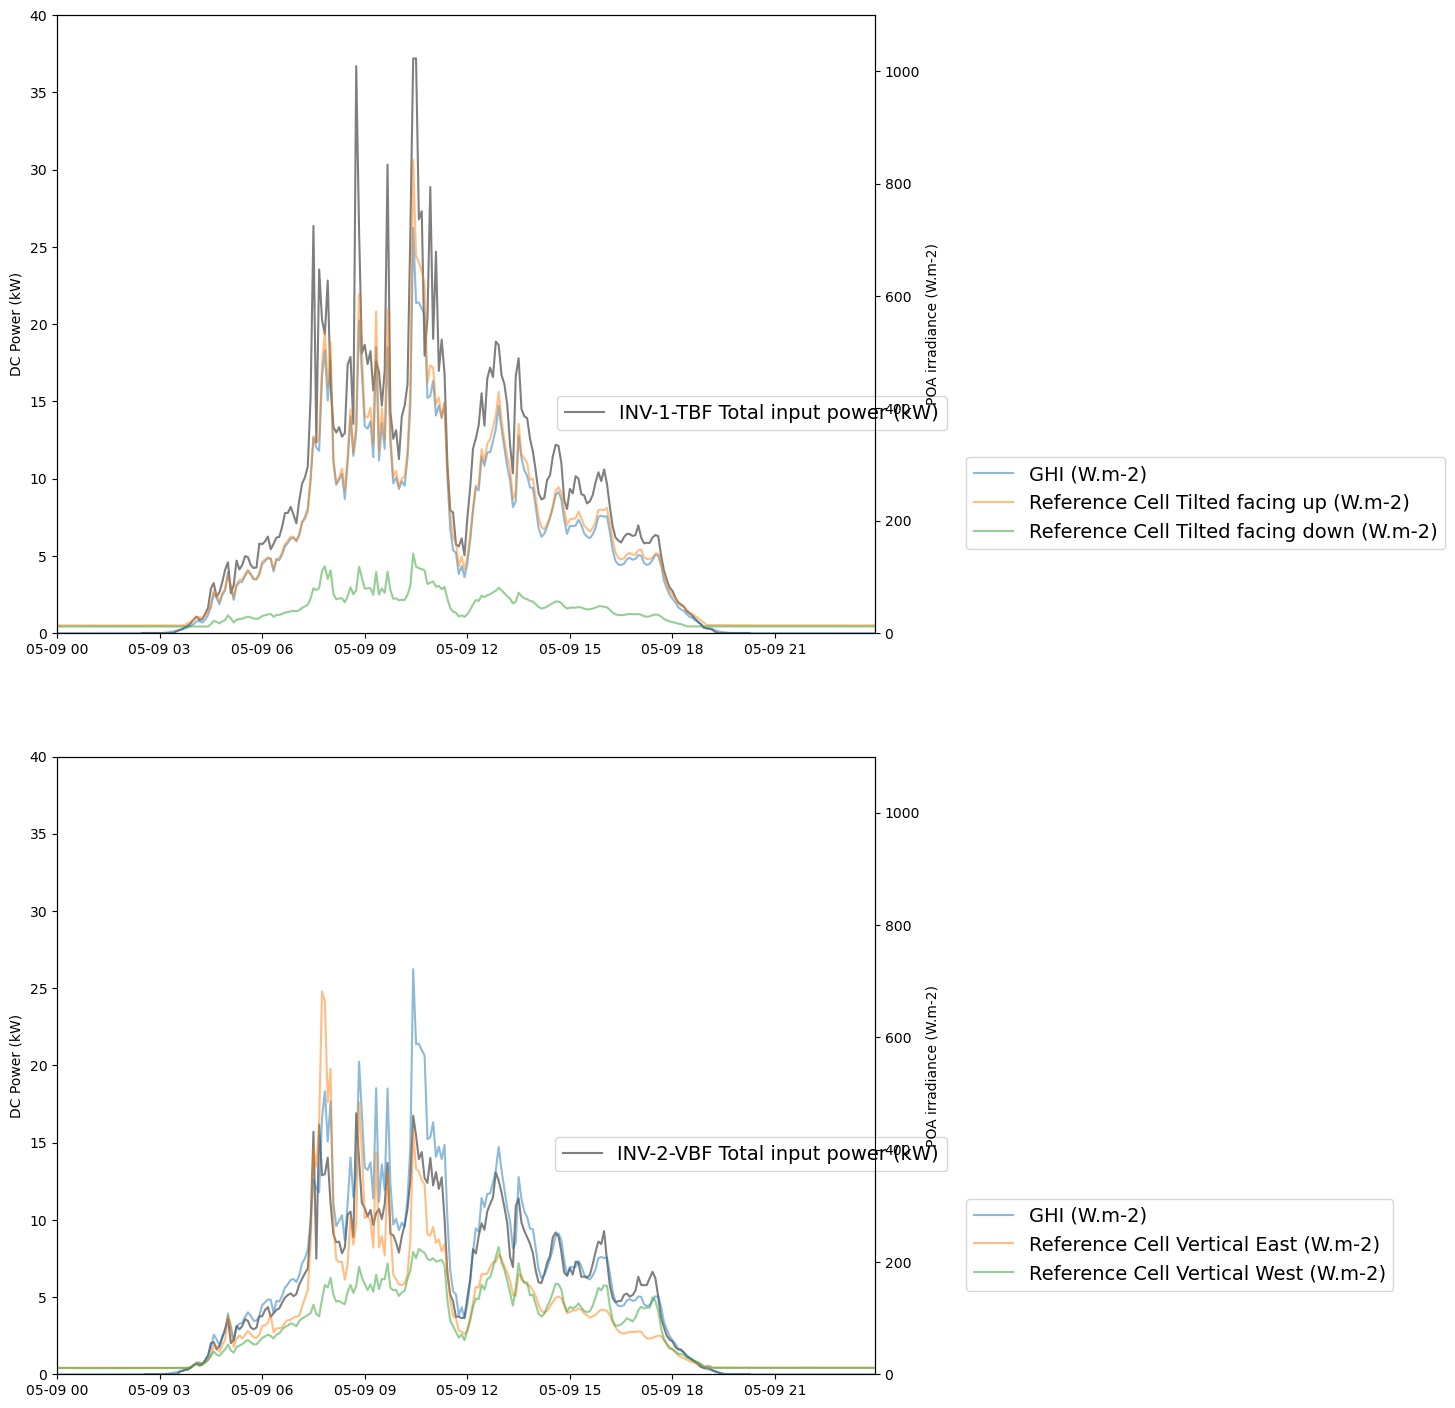 40
35
30
25
20
15
10
5
0
DC Power (kW)
1000
800
600
400
200
0
POA irradiance (W.m-2)
INV-1-TBF Total input power (kW)
GHI (W.m-2)
Reference Cell Tilted facing up (W.m-2)
Reference Cell Tilted facing down (W.m-2)
05-09 00 05-09 03 05-09 06 05-09 09 05-09 12 05-09 15 05-09 18 05-09 21
40
35
30
25
20
15
10
5
0
DC Power (kW)
1000
800
600
400
200
0
POA irradiance (W.m-2)
INV-2-VBF Total input power (kW)
GHI (W.m-2)
Reference Cell Vertical East (W.m-2)
Reference Cell Vertical West (W.m-2)
05-09 00 05-09 03 05-09 06 05-09 09 05-09 12 05-09 15 05-09 18 05-09 21